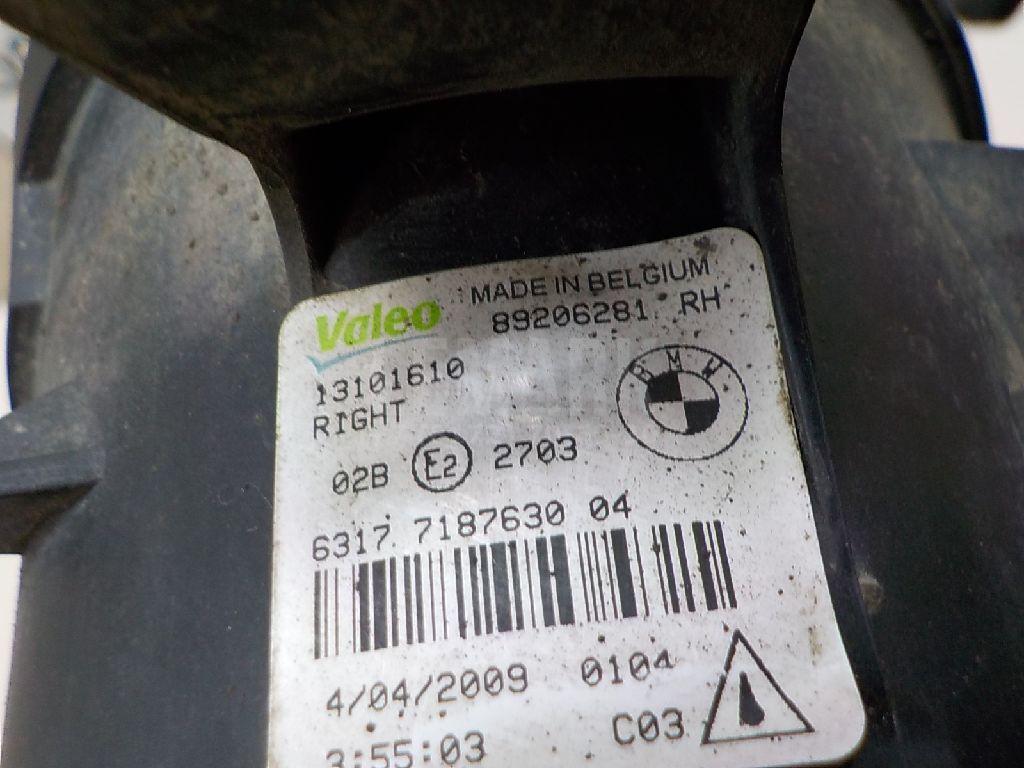 Valeo MADE IN BELGIUM
89206281 RH
13101610
RIGHT
BMW
02B E2 2703
6317 7187630 04
4/04/2009 0104
3:55:03 C03